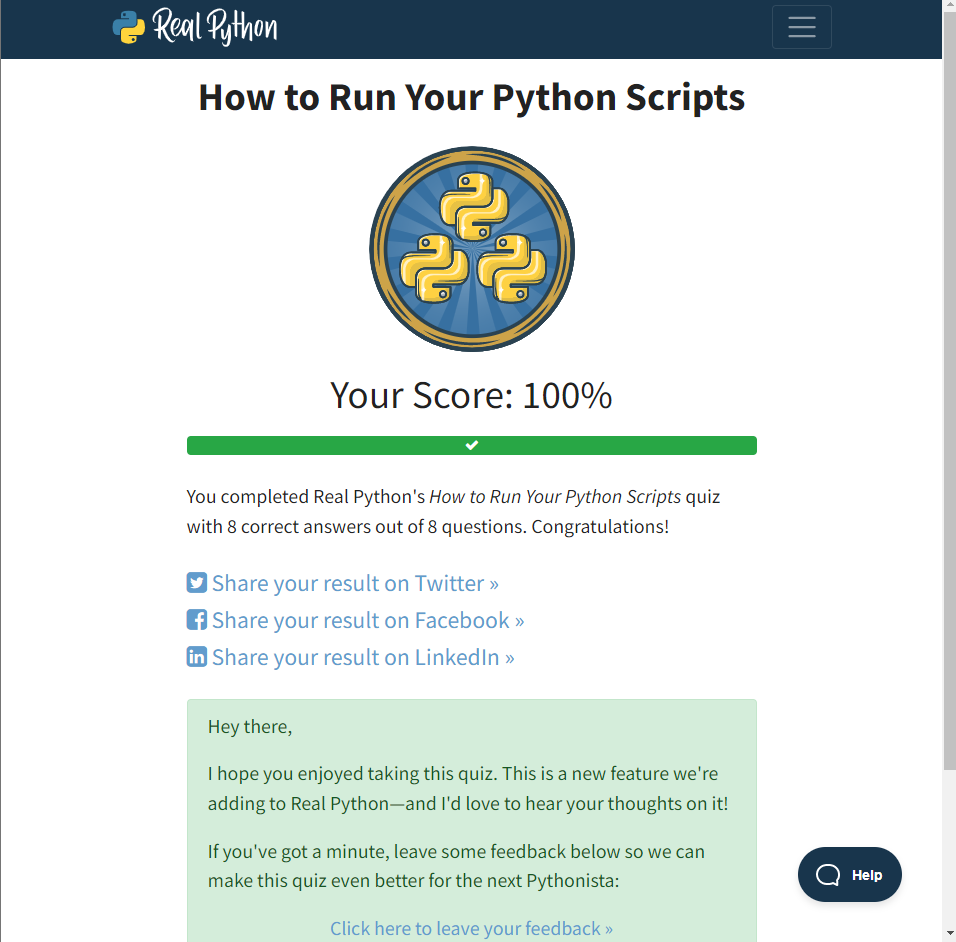 Real Python
How to Run Your Python Scripts
Your Score: 100%
You completed Real Python's How to Run Your Python Scripts quiz
with 8 correct answers out of 8 questions. Congratulations!
Share your result on Twitter »
Share your result on Facebook »
Share your result on LinkedIn »
Hey there,
I hope you enjoyed taking this quiz. This is a new feature we're
adding to Real Python—and I'd love to hear your thoughts on it!
If you've got a minute, leave some feedback below so we can
make this quiz even better for the next Pythonista:
Help
Click here to leave your feedback »